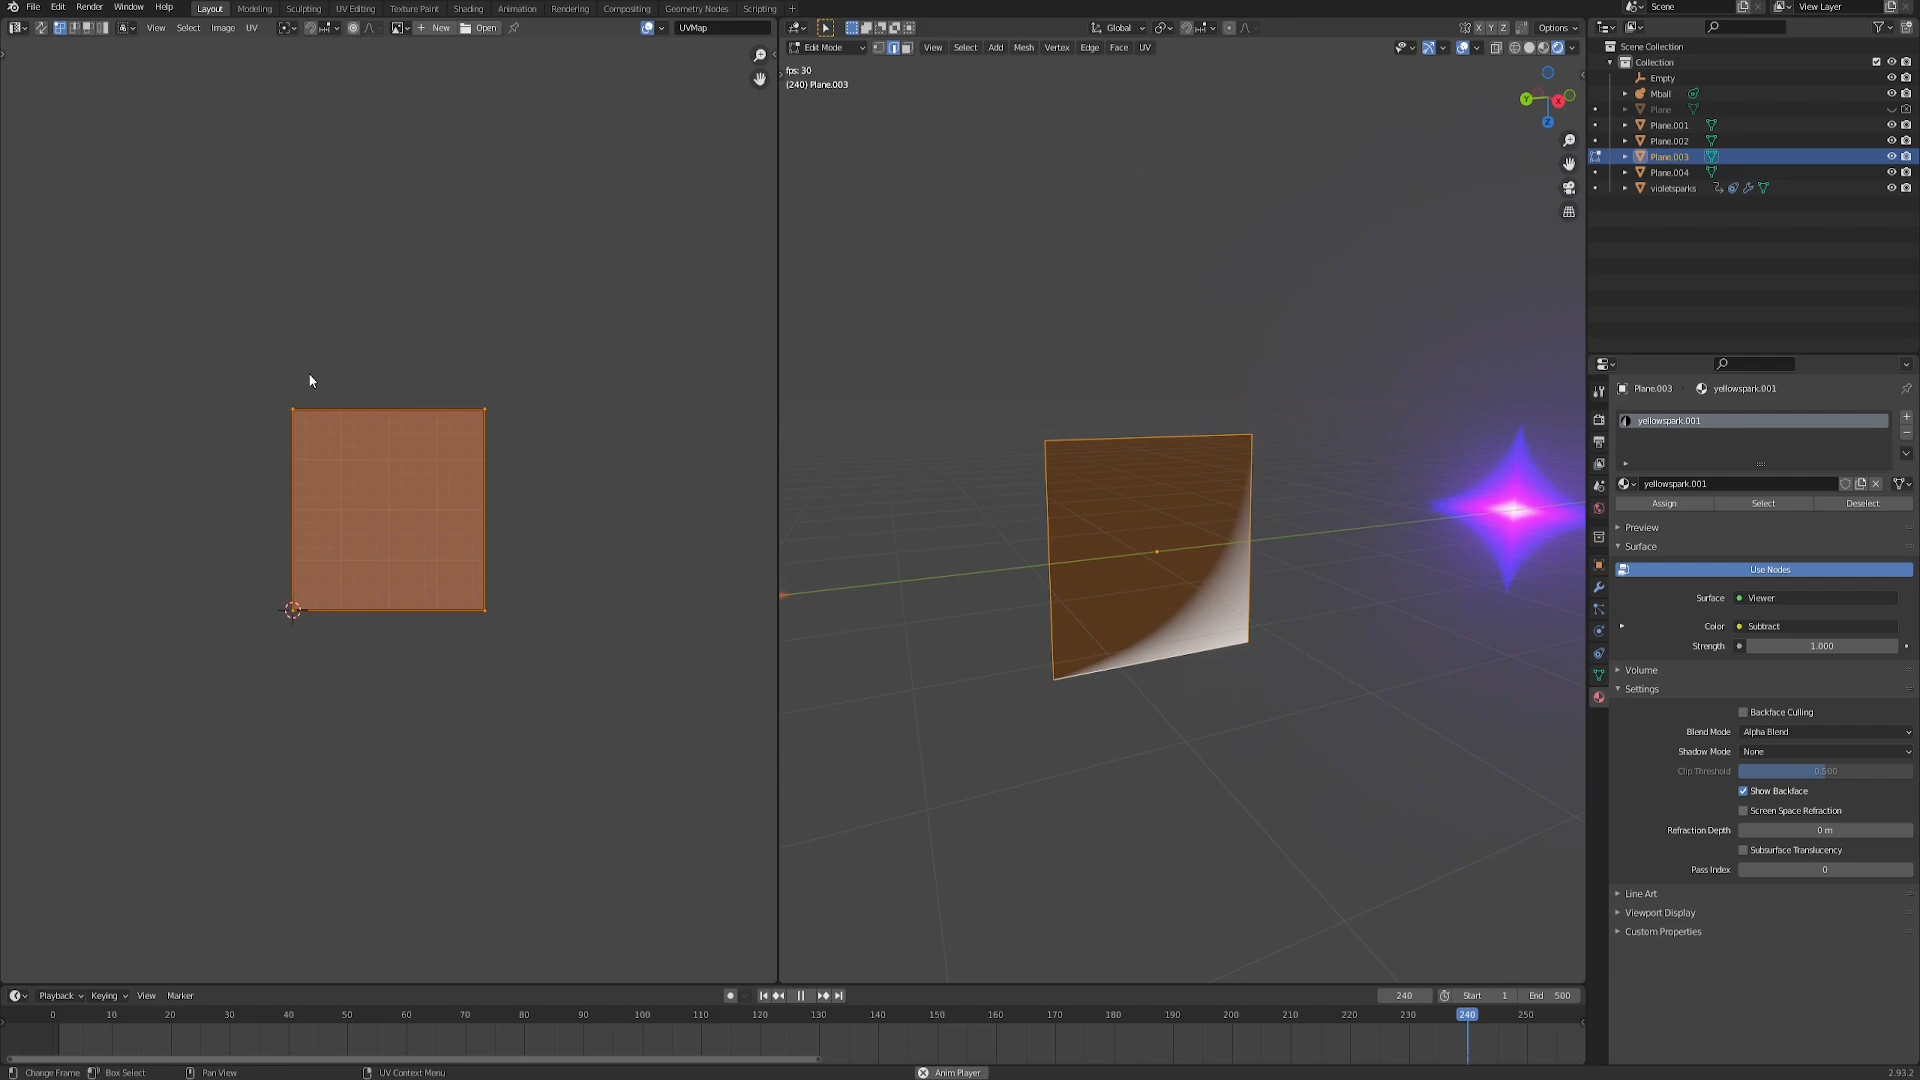 File Edit Render Window Help Layout Modeling Sculpting UV Editing Texture Paint Shading Animation Rendering Compositing Geometry Nodes Scripting + Scene View Layer
View Select Image UV New Open UVMap Global X Y Z Options
Edit Mode View Select Add Mesh Vertex Edge Face UV
fps: 30
(240) Plane.003
Y X Z
Scene Collection
Collection
Empty
Mball
Plane
Plane.001
Plane.002
Plane.003
Plane.004
violetsparks
Plane.003 yellowspark.001
yellowspark.001
yellowspark.001
Assign Select Deselect
Preview
Surface
Use Nodes
Surface Viewer
Color Subtract
Strength 1.000
Volume
Settings
Backface Culling
Blend Mode Alpha Blend
Shadow Mode None
Clip Threshold 0.500
Show Backface
Screen Space Refraction
Refraction Depth 0 m
Subsurface Translucency
Pass Index 0
Line Art
Viewport Display
Custom Properties
Playback Keying View Marker 240 Start 1 End 500
0 10 20 30 40 50 60 70 80 90 100 110 120 130 140 150 160 170 180 190 200 210 220 230 240 250
Change Frame Box Select Pan View UV Context Menu Anim Player 2.93.2